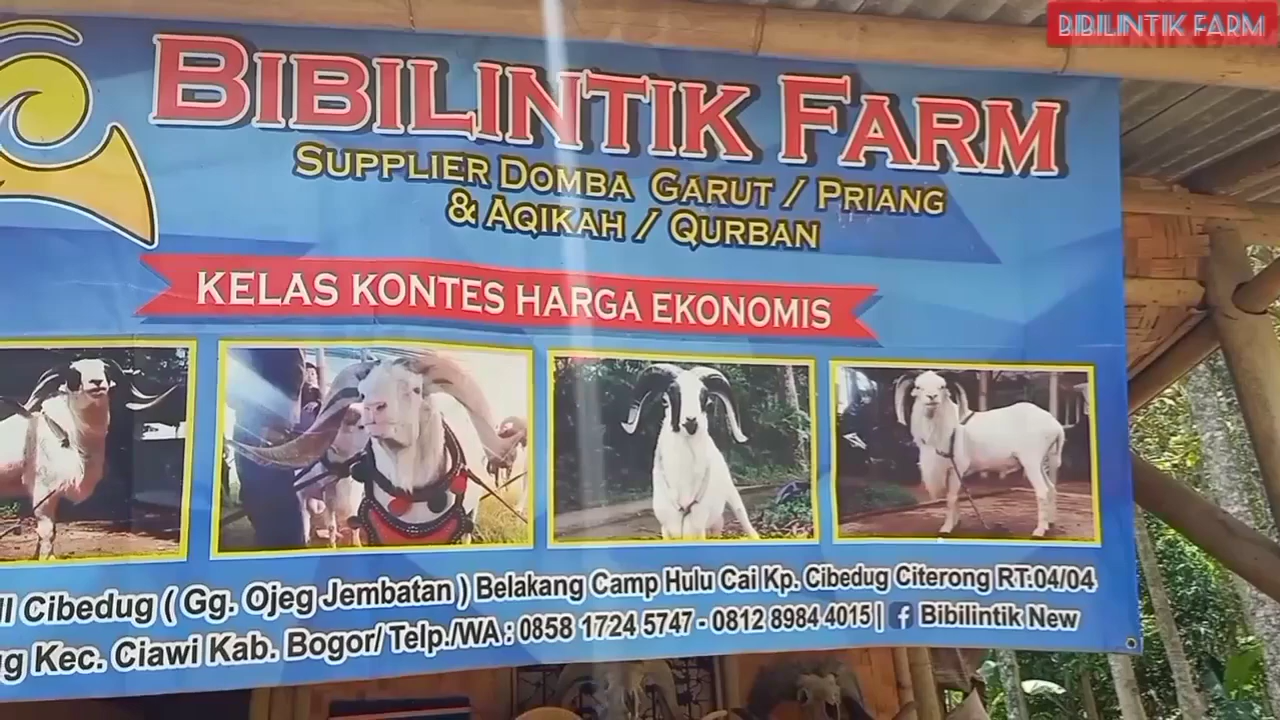 BIBILINTIK FARM
BIBILINTIK FARM
SUPPLIER DOMBA GARUT / PRIANG
& AQIKAH / QURBAN
KELAS KONTES HARGA EKONOMIS
Cibedug ( Gg. Ojeg Jembatan ) Belakang Camp Hulu Cai Kp. Cibedug Citerong RT.04/04
Kec. Ciawi Kab. Bogor/ Telp./WA : 0858 1724 5747 - 0812 8984 4015 | f Bibilintik New